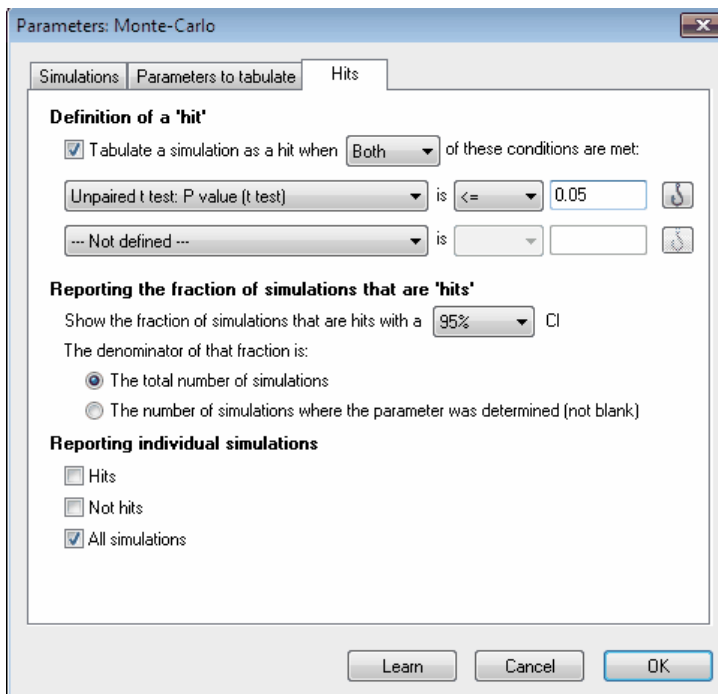 Parameters: Monte-Carlo
Simulations Parameters to tabulate Hits
Definition of a 'hit'
Tabulate a simulation as a hit when Both of these conditions are met:
Unpaired t test: P value (t test) is <= 0.05
--- Not defined --- is
Reporting the fraction of simulations that are 'hits'
Show the fraction of simulations that are hits with a 95% CI
The denominator of that fraction is:
The total number of simulations
The number of simulations where the parameter was determined (not blank)
Reporting individual simulations
Hits
Not hits
All simulations
Learn Cancel OK